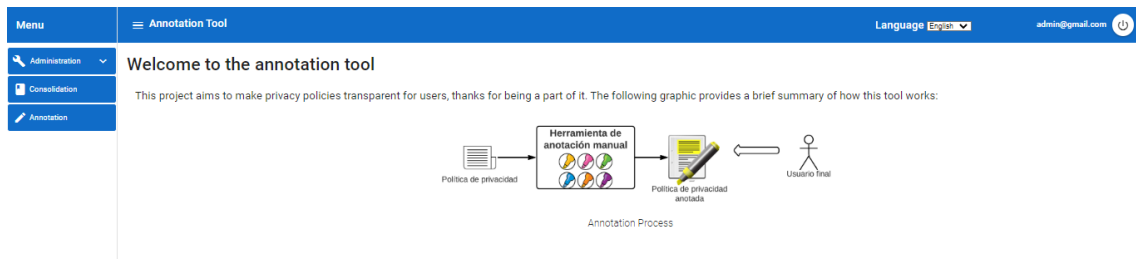 Menu
Annotation Tool
Language English
admin@gmail.com
Administration
Consolidation
Annotation
Welcome to the annotation tool
This project aims to make privacy policies transparent for users, thanks for being a part of it. The following graphic provides a brief summary of how this tool works:
Herramienta de
anotación manual
Política de privacidad
Política de privacidad
anotada
Usuario final
Annotation Process